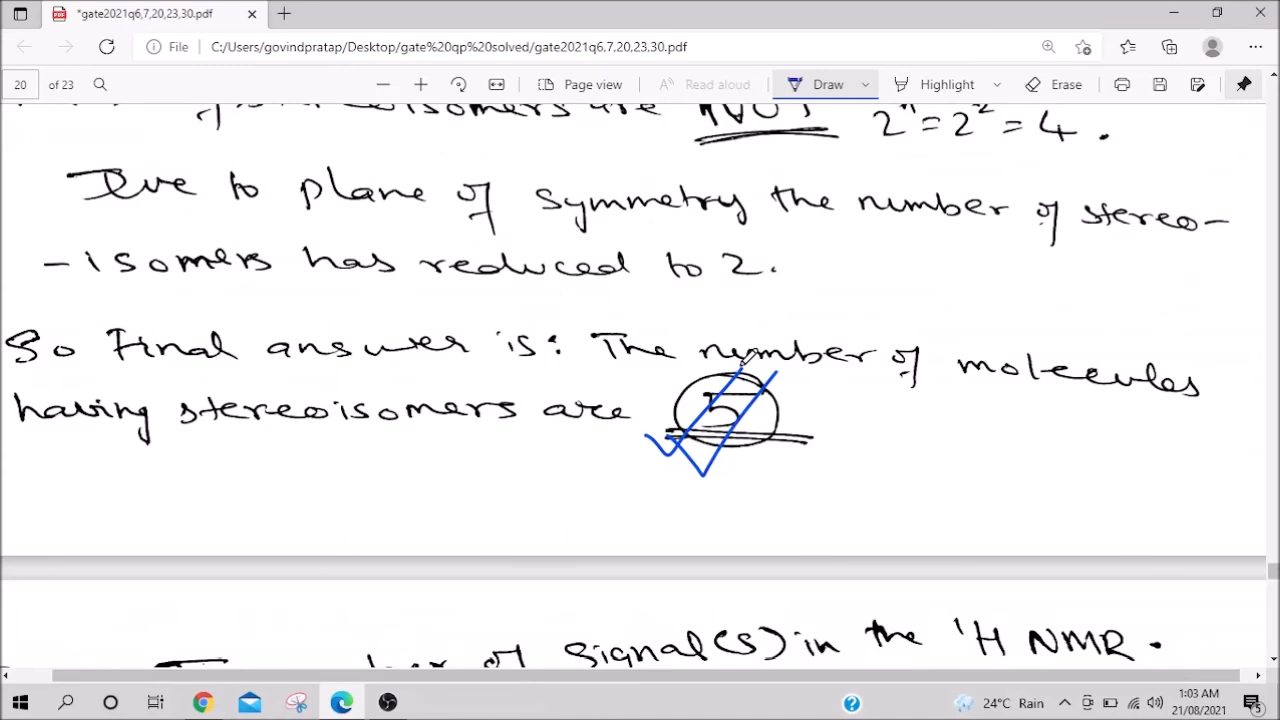 *gate2021q6,7,20,23,30.pdf
File C:/Users/govindpratap/Desktop/gate%20qp%20solved/gate2021q6,7,20,23,30.pdf
20 of 23 Page view Read aloud Draw Highlight Erase
isomers are 2ⁿ = 2² = 4 .
Due to plane of symmetry the number of stereo-
- isomers has reduced to 2.
So Final answer is: The number of molecules
having stereoisomers are 5
of signal(s) in the ¹H NMR.
24°C Rain
1:03 AM
21/08/2021
5